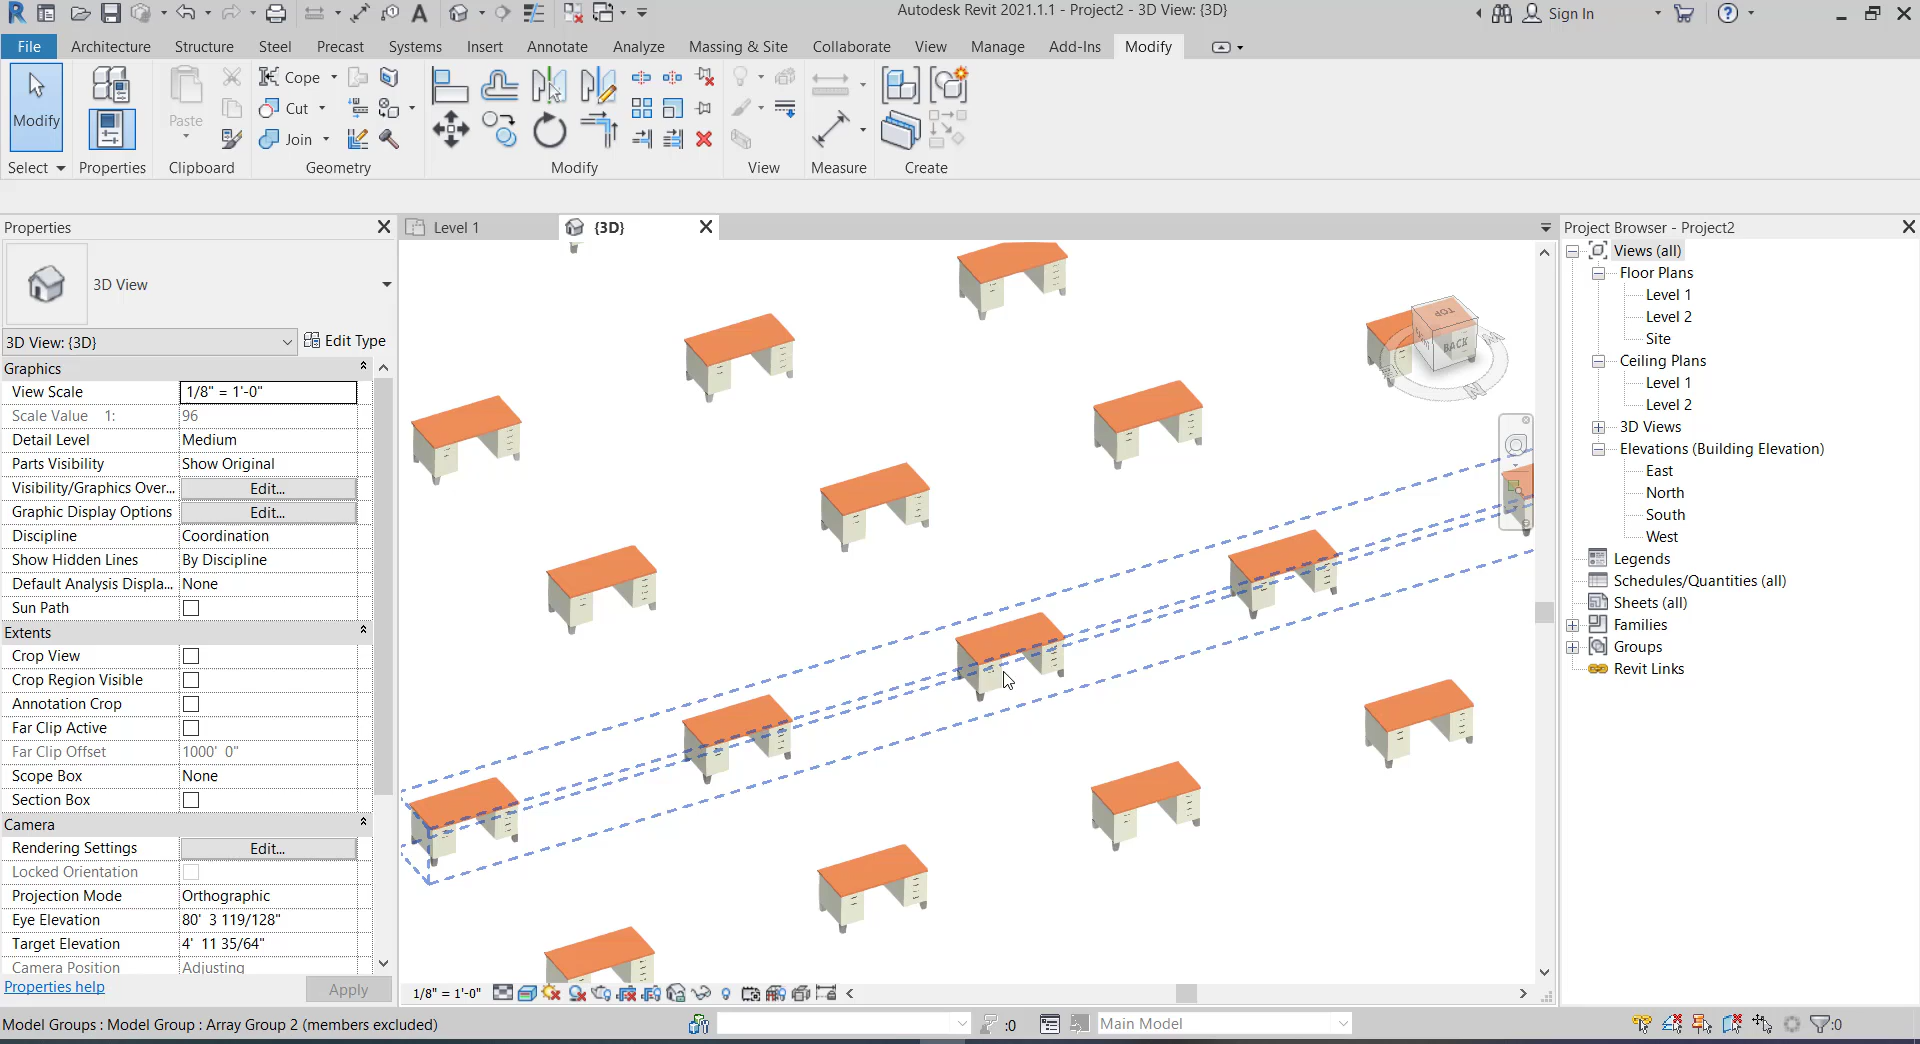 Autodesk Revit 2021.1.1 - Project2 - 3D View: {3D}
Sign In
File
Architecture
Structure
Steel
Precast
Systems
Insert
Annotate
Analyze
Massing & Site
Collaborate
View
Manage
Add-Ins
Modify
Modify
Paste
Cope
Cut
Join
Select
Properties
Clipboard
Geometry
Modify
View
Measure
Create
Properties
Level 1
{3D}
Project Browser - Project2
3D View
3D View: {3D}
Edit Type
Graphics
View Scale 1/8" = 1'-0"
Scale Value 1: 96
Detail Level Medium
Parts Visibility Show Original
Visibility/Graphics Over... Edit...
Graphic Display Options Edit...
Discipline Coordination
Show Hidden Lines By Discipline
Default Analysis Displa... None
Sun Path
Extents
Crop View
Crop Region Visible
Annotation Crop
Far Clip Active
Far Clip Offset 1000' 0"
Scope Box None
Section Box
Camera
Rendering Settings Edit...
Locked Orientation
Projection Mode Orthographic
Eye Elevation 80' 3 119/128"
Target Elevation 4' 11 35/64"
Camera Position Adjusting
Properties help
Apply
TOP
BACK
Views (all)
Floor Plans
Level 1
Level 2
Site
Ceiling Plans
Level 1
Level 2
3D Views
Elevations (Building Elevation)
East
North
South
West
Legends
Schedules/Quantities (all)
Sheets (all)
Families
Groups
Revit Links
1/8" = 1'-0"
Model Groups : Model Group : Array Group 2 (members excluded)
:0
Main Model
:0